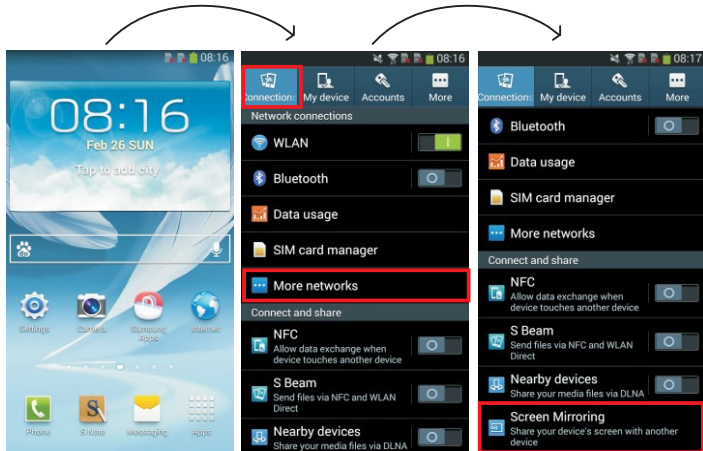 08:16
08:16
Feb 26 SUN
Tap to add city
Settings
Camera
Samsung Apps
Internet
Phone
S Note
Messaging
Apps
08:16
Connections
My device
Accounts
More
Network connections
WLAN
Bluetooth
Data usage
SIM card manager
More networks
Connect and share
NFC
Allow data exchange when
device touches another device
S Beam
Send files via NFC and WLAN
Direct
Nearby devices
Share your media files via DLNA
08:17
Connections
My device
Accounts
More
Bluetooth
Data usage
SIM card manager
More networks
Connect and share
NFC
Allow data exchange when
device touches another device
S Beam
Send files via NFC and WLAN
Direct
Nearby devices
Share your media files via DLNA
Screen Mirroring
Share your device's screen with another
device